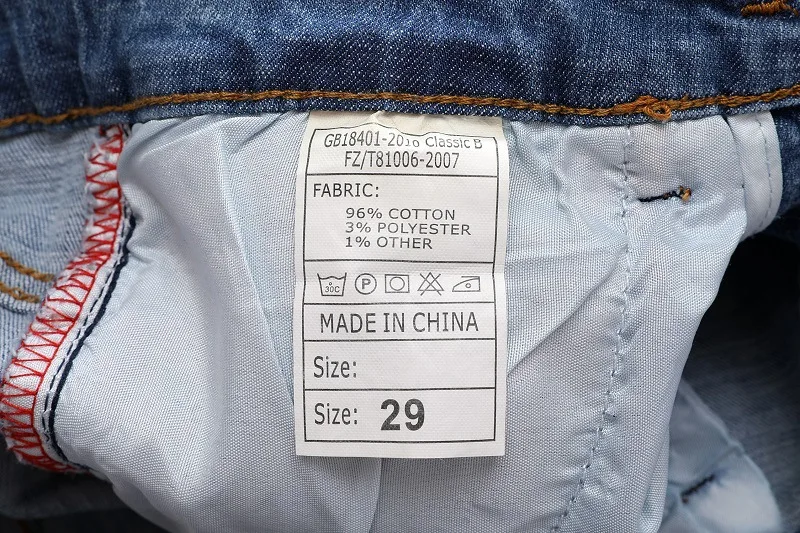 GB18401-2010 Classic B
FZ/T81006-2007
FABRIC:
96% COTTON
3% POLYESTER
1% OTHER
30C
P
MADE IN CHINA
Size:
Size: 29